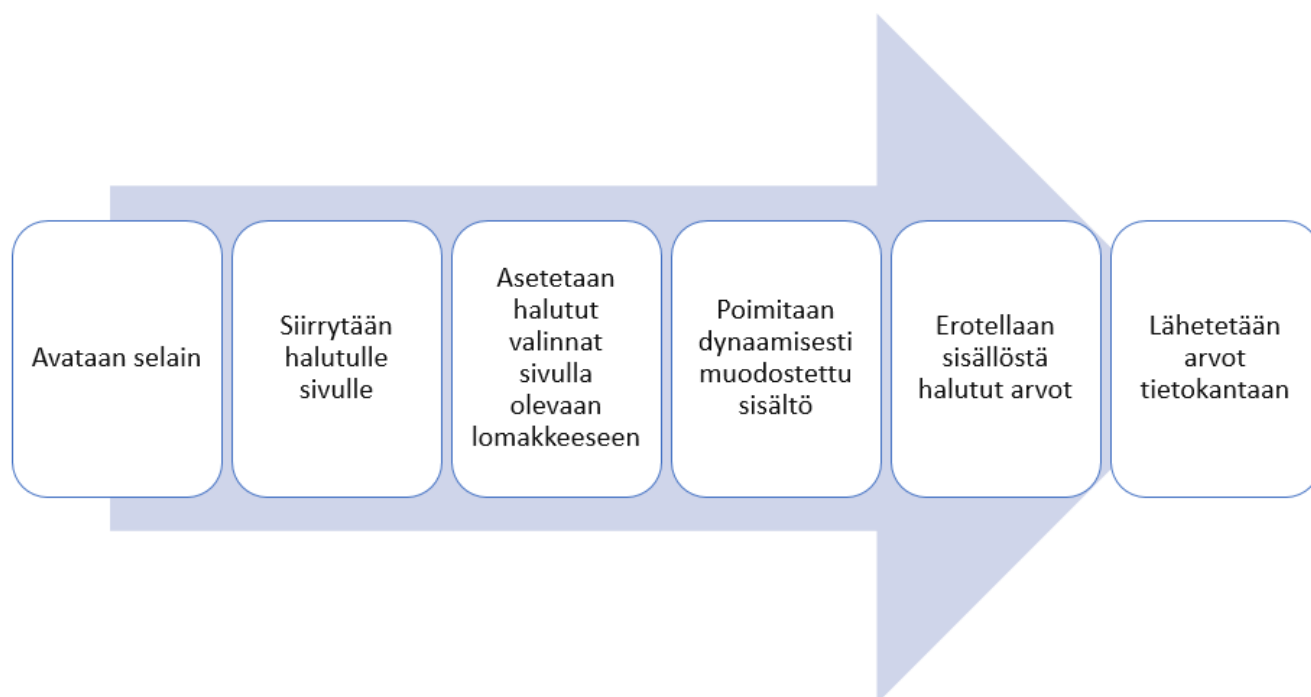 Avataan selain
Siirrytään
halutulle
sivulle
Asetetaan
halutut
valinnat
sivulla
olevaan
lomakkeeseen
Poimitaan
dynaamisesti
muodostettu
sisältö
Erotellaan
sisällöstä
halutut arvot
Lähetetään
arvot
tietokantaan